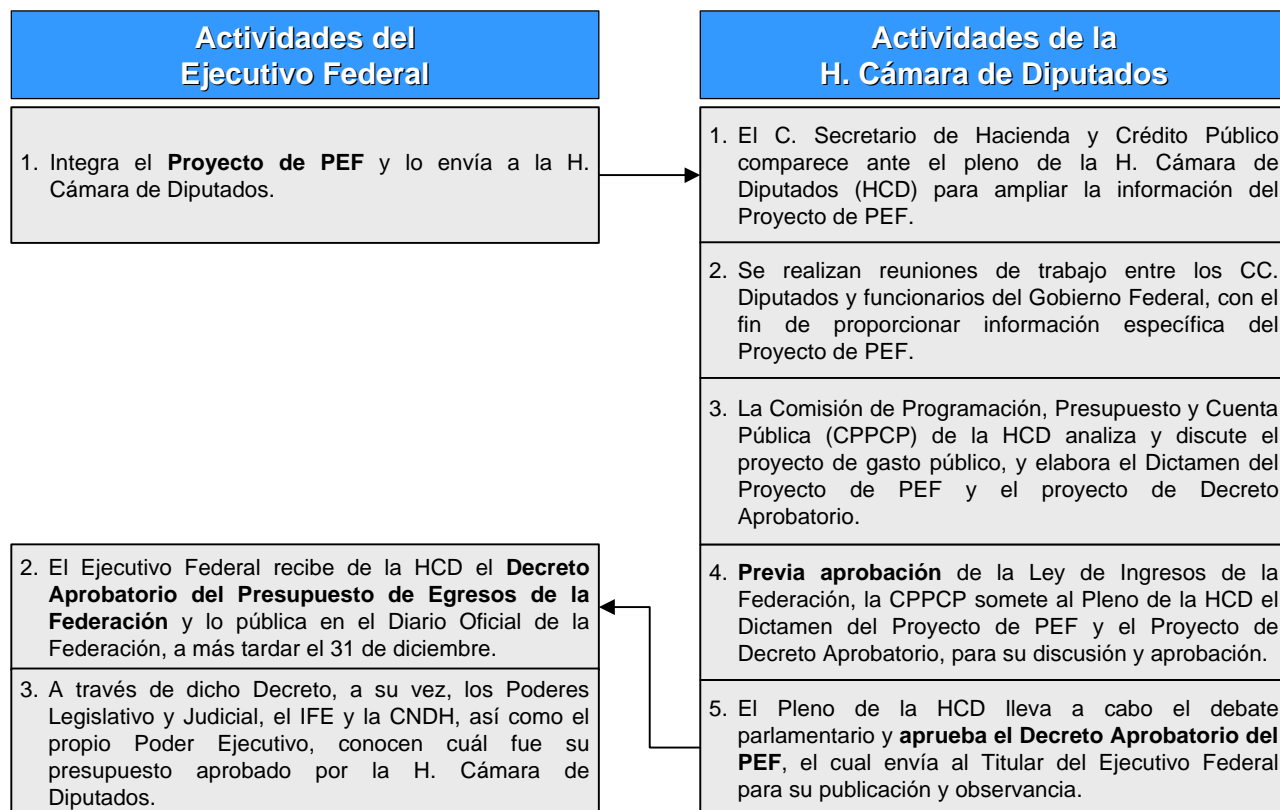 Actividades del
Ejecutivo Federal
1. Integra el Proyecto de PEF y lo envía a la H.
Cámara de Diputados.
2. El Ejecutivo Federal recibe de la HCD el Decreto
Aprobatorio del Presupuesto de Egresos de la
Federación y lo pública en el Diario Oficial de la
Federación, a más tardar el 31 de diciembre.
3. A través de dicho Decreto, a su vez, los Poderes
Legislativo y Judicial, el IFE y la CNDH, así como el
propio Poder Ejecutivo, conocen cuál fue su
presupuesto aprobado por la H. Cámara de
Diputados.
Actividades de la
H. Cámara de Diputados
1. El C. Secretario de Hacienda y Crédito Público
comparece ante el pleno de la H. Cámara de
Diputados (HCD) para ampliar la información del
Proyecto de PEF.
2. Se realizan reuniones de trabajo entre los CC.
Diputados y funcionarios del Gobierno Federal, con el
fin de proporcionar información específica del
Proyecto de PEF.
3. La Comisión de Programación, Presupuesto y Cuenta
Pública (CPPCP) de la HCD analiza y discute el
proyecto de gasto público, y elabora el Dictamen del
Proyecto de PEF y el proyecto de Decreto
Aprobatorio.
4. Previa aprobación de la Ley de Ingresos de la
Federación, la CPPCP somete al Pleno de la HCD el
Dictamen del Proyecto de PEF y el Proyecto de
Decreto Aprobatorio, para su discusión y aprobación.
5. El Pleno de la HCD lleva a cabo el debate
parlamentario y aprueba el Decreto Aprobatorio del
PEF, el cual envía al Titular del Ejecutivo Federal
para su publicación y observancia.